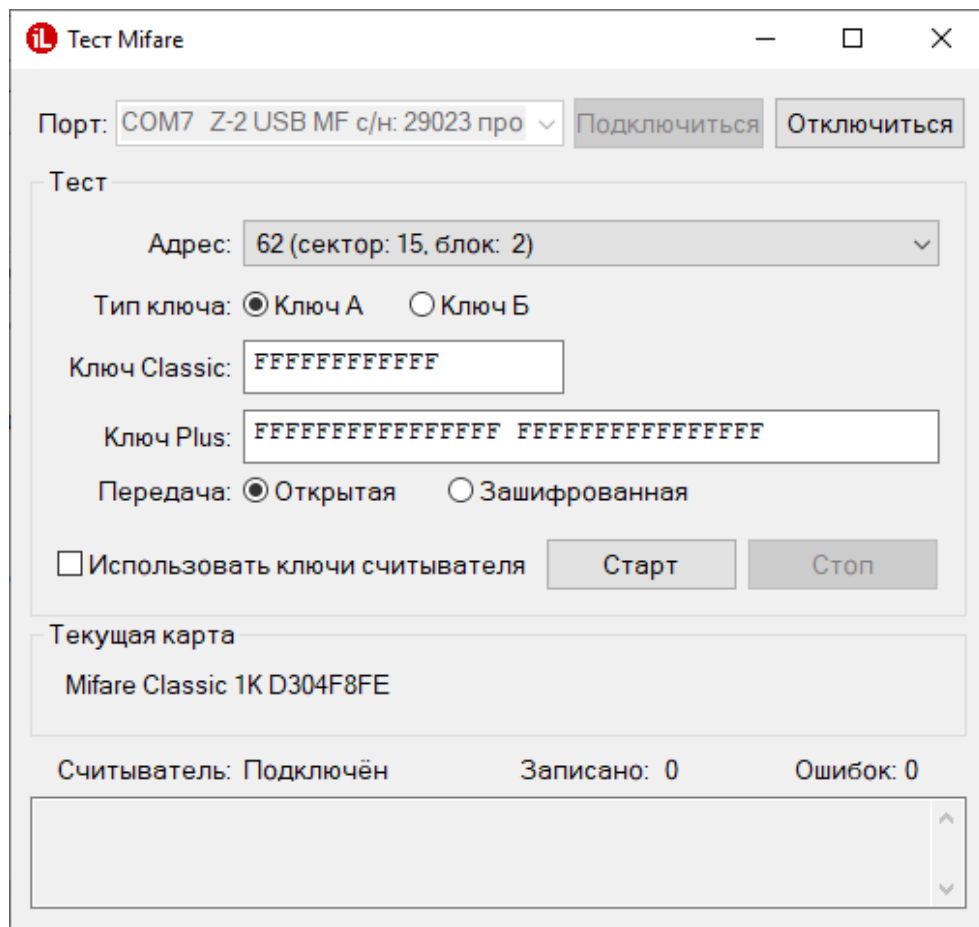 iL Тест Mifare
Порт: COM7 Z-2 USB MF с/н: 29023 про Подключиться Отключиться
Тест
Адрес: 62 (сектор: 15, блок: 2)
Тип ключа: Ключ А Ключ Б
Ключ Classic: FFFFFFFFFFFF
Ключ Plus: FFFFFFFFFFFFFFFF FFFFFFFFFFFFFFFF
Передача: Открытая Зашифрованная
Использовать ключи считывателя Старт Стоп
Текущая карта
Mifare Classic 1K D304F8FE
Считыватель: Подключён Записано: 0 Ошибок: 0